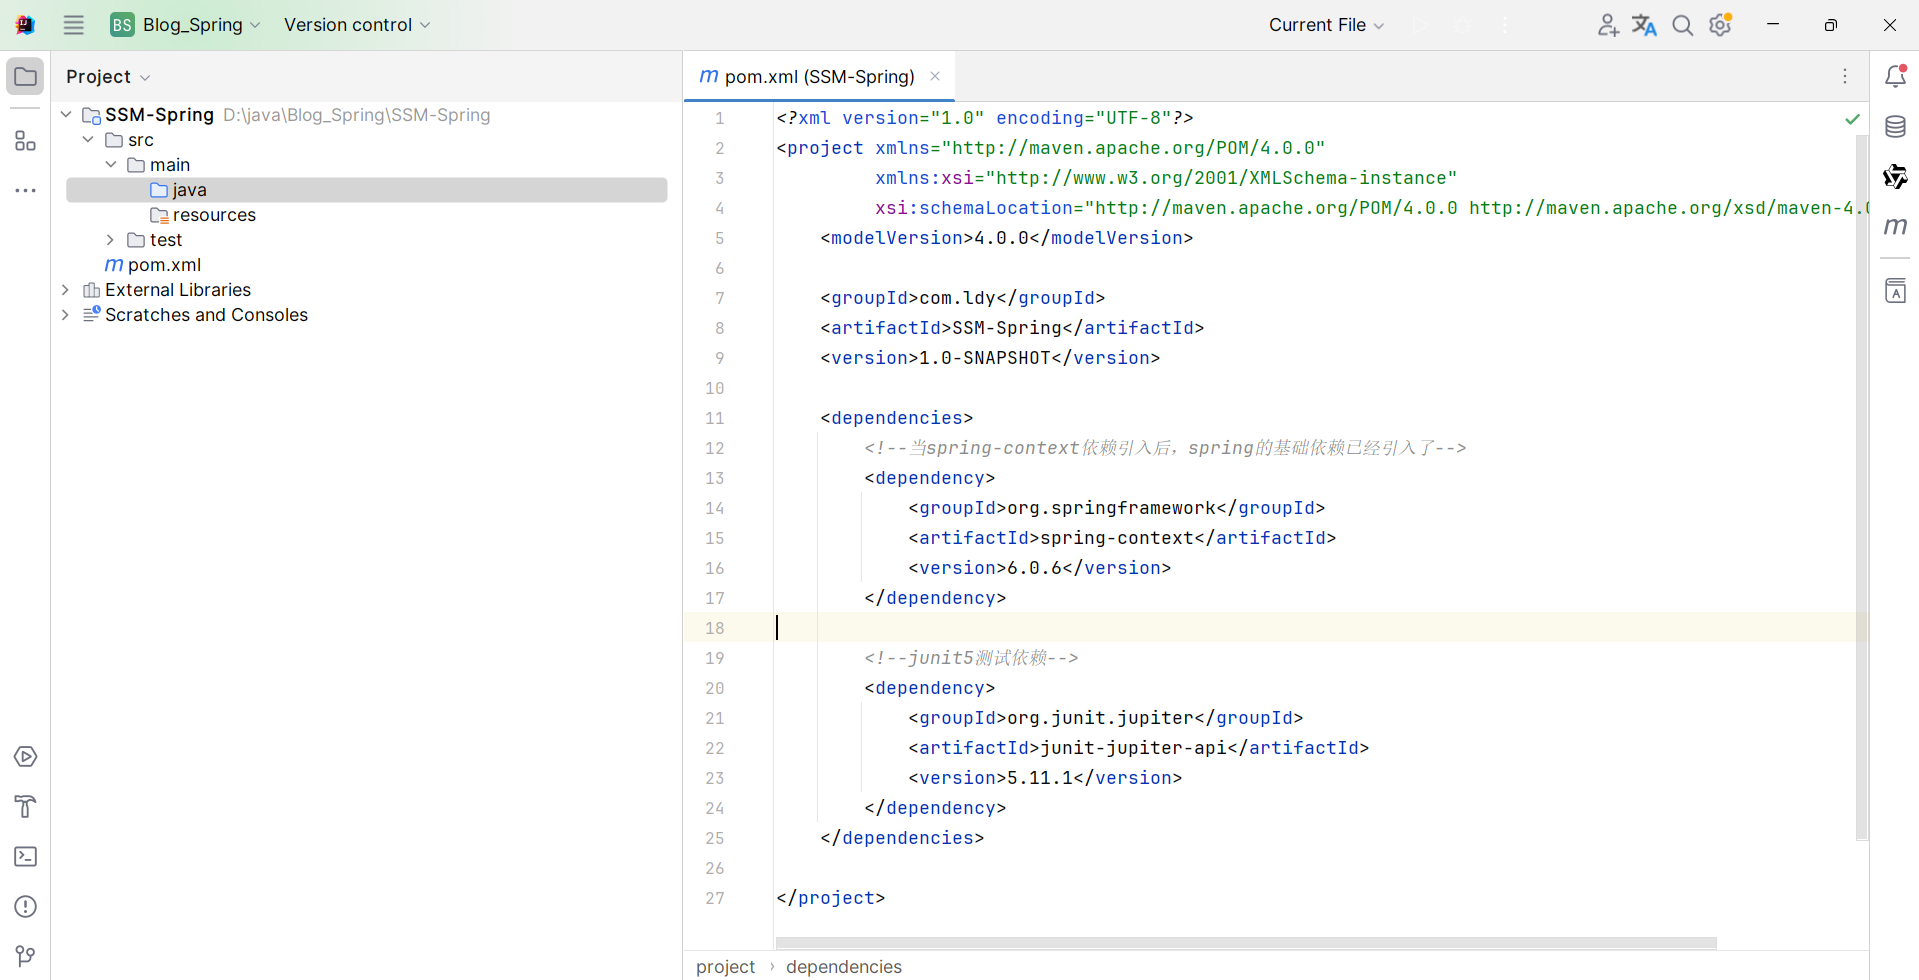 BS Blog_Spring Version control Current File
Project
SSM-Spring D:\java\Blog_Spring\SSM-Spring
src
main
java
resources
test
m pom.xml
External Libraries
Scratches and Consoles
m pom.xml (SSM-Spring)
1 <?xml version="1.0" encoding="UTF-8"?>
2 <project xmlns="http://maven.apache.org/POM/4.0.0"
3 xmlns:xsi="http://www.w3.org/2001/XMLSchema-instance"
4 xsi:schemaLocation="http://maven.apache.org/POM/4.0.0 http://maven.apache.org/xsd/maven-4.0
5 <modelVersion>4.0.0</modelVersion>
6
7 <groupId>com.ldy</groupId>
8 <artifactId>SSM-Spring</artifactId>
9 <version>1.0-SNAPSHOT</version>
10
11 <dependencies>
12 <!--当spring-context依赖引入后，spring的基础依赖已经引入了-->
13 <dependency>
14 <groupId>org.springframework</groupId>
15 <artifactId>spring-context</artifactId>
16 <version>6.0.6</version>
17 </dependency>
18
19 <!--junit5测试依赖-->
20 <dependency>
21 <groupId>org.junit.jupiter</groupId>
22 <artifactId>junit-jupiter-api</artifactId>
23 <version>5.11.1</version>
24 </dependency>
25 </dependencies>
26
27 </project>
project › dependencies